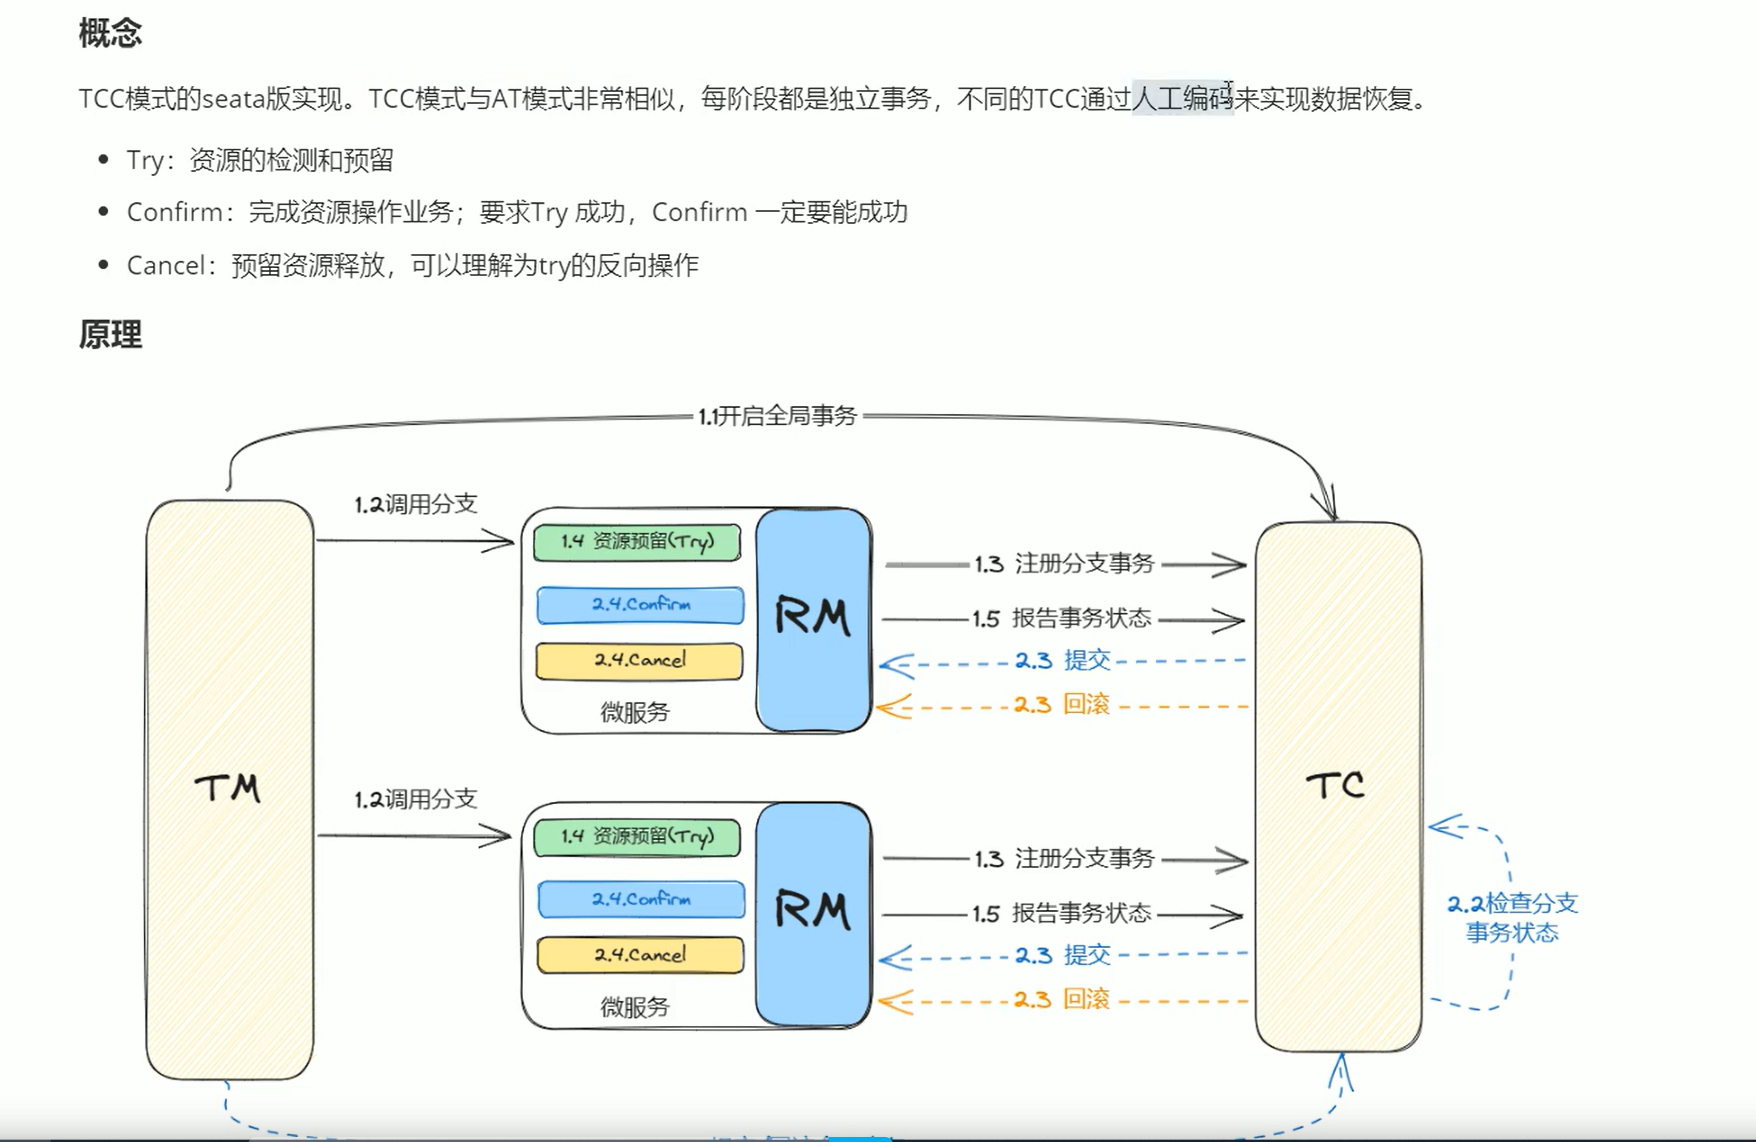 概念
TCC模式的seata版实现。TCC模式与AT模式非常相似，每阶段都是独立事务，不同的TCC通过人工编码来实现数据恢复。
Try：资源的检测和预留
Confirm：完成资源操作业务；要求Try 成功，Confirm 一定要能成功
Cancel：预留资源释放，可以理解为try的反向操作
原理
1.1开启全局事务
1.2调用分支
1.4 资源预留(Try)
2.4.Confirm
2.4.Cancel
微服务
RM
1.3 注册分支事务
1.5 报告事务状态
2.3 提交
2.3 回滚
TM
TC
1.2调用分支
1.4 资源预留(Try)
2.4.Confirm
2.4.Cancel
微服务
RM
1.3 注册分支事务
1.5 报告事务状态
2.3 提交
2.3 回滚
2.2检查分支
事务状态